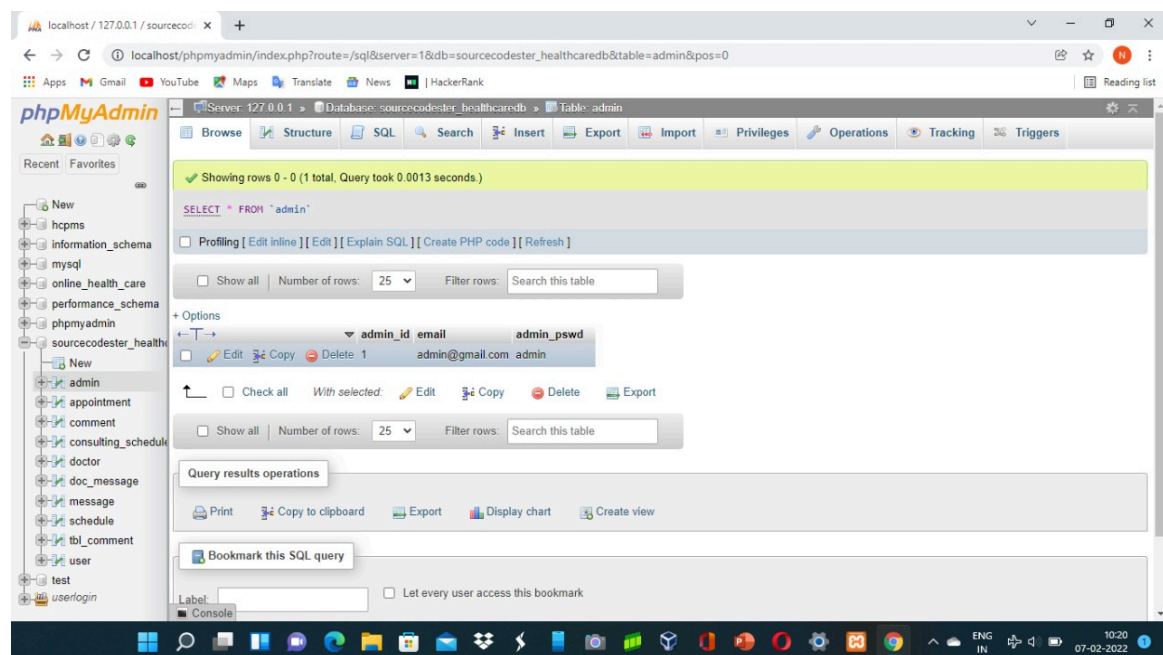 localhost / 127.0.0.1 / sourcecod
localhost/phpmyadmin/index.php?route=/sql&server=1&db=sourcecodester_healthcaredb&table=admin&pos=0
N
Apps Gmail YouTube Maps Translate News | HackerRank Reading list
phpMyAdmin
Server: 127.0.0.1 » Database: sourcecodester_healthcaredb » Table: admin
Browse Structure SQL Search Insert Export Import Privileges Operations Tracking Triggers
Recent Favorites
New
hcpms
information_schema
mysql
online_health_care
performance_schema
phpmyadmin
sourcecodester_health
New
admin
appointment
comment
consulting_schedule
doctor
doc_message
message
schedule
tbl_comment
user
test
userlogin
Showing rows 0 - 0 (1 total, Query took 0.0013 seconds.)
SELECT * FROM `admin`
Profiling [ Edit inline ] [ Edit ] [ Explain SQL ] [ Create PHP code ] [ Refresh ]
Show all | Number of rows: 25 Filter rows: Search this table
+ Options
←T→ admin_id email admin_pswd
Edit Copy Delete 1 admin@gmail.com admin
Check all With selected: Edit Copy Delete Export
Show all | Number of rows: 25 Filter rows: Search this table
Query results operations
Print Copy to clipboard Export Display chart Create view
Bookmark this SQL query
Label: Let every user access this bookmark
Console
ENG
IN
10:20
07-02-2022
1